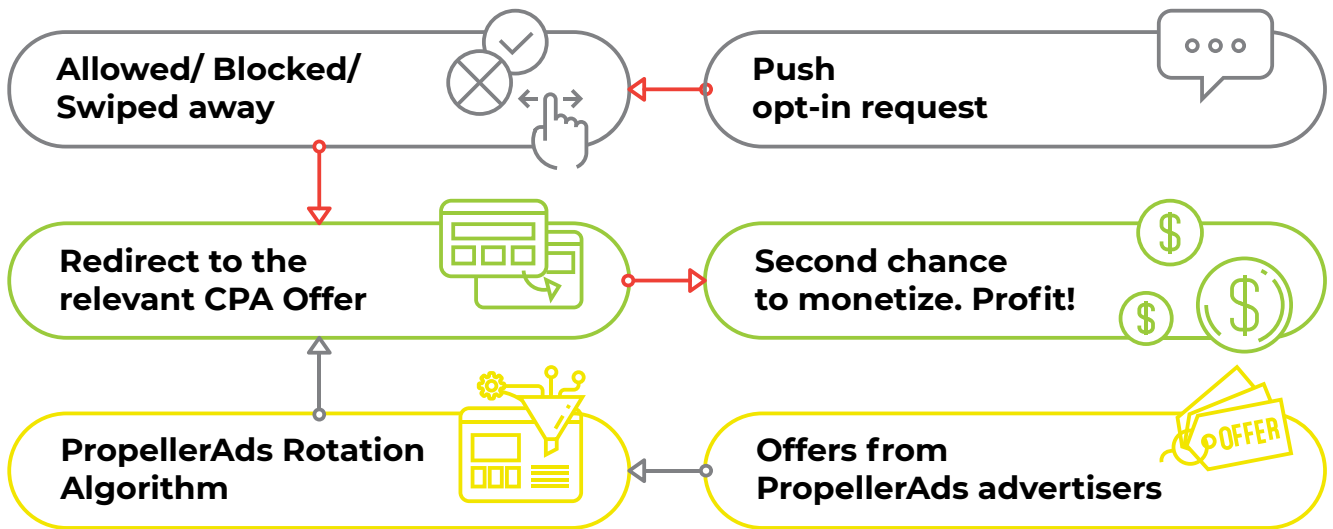 Allowed/ Blocked/
Swiped away
Push
opt-in request
Redirect to the
relevant CPA Offer
Second chance
to monetize. Profit!
$
$
$
PropellerAds Rotation
Algorithm
Offers from
PropellerAds advertisers
OFFER